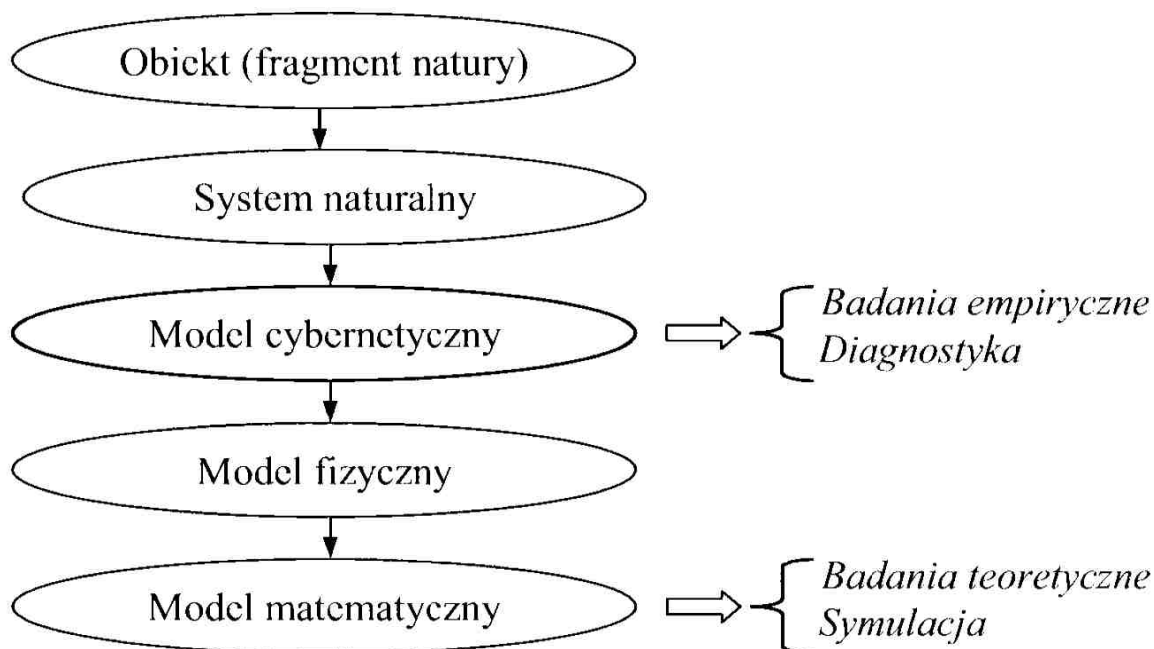 Obiekt (fragment natury)
System naturalny
Model cybernetyczny
Badania empiryczne
Diagnostyka
Model fizyczny
Model matematyczny
Badania teoretyczne
Symulacja